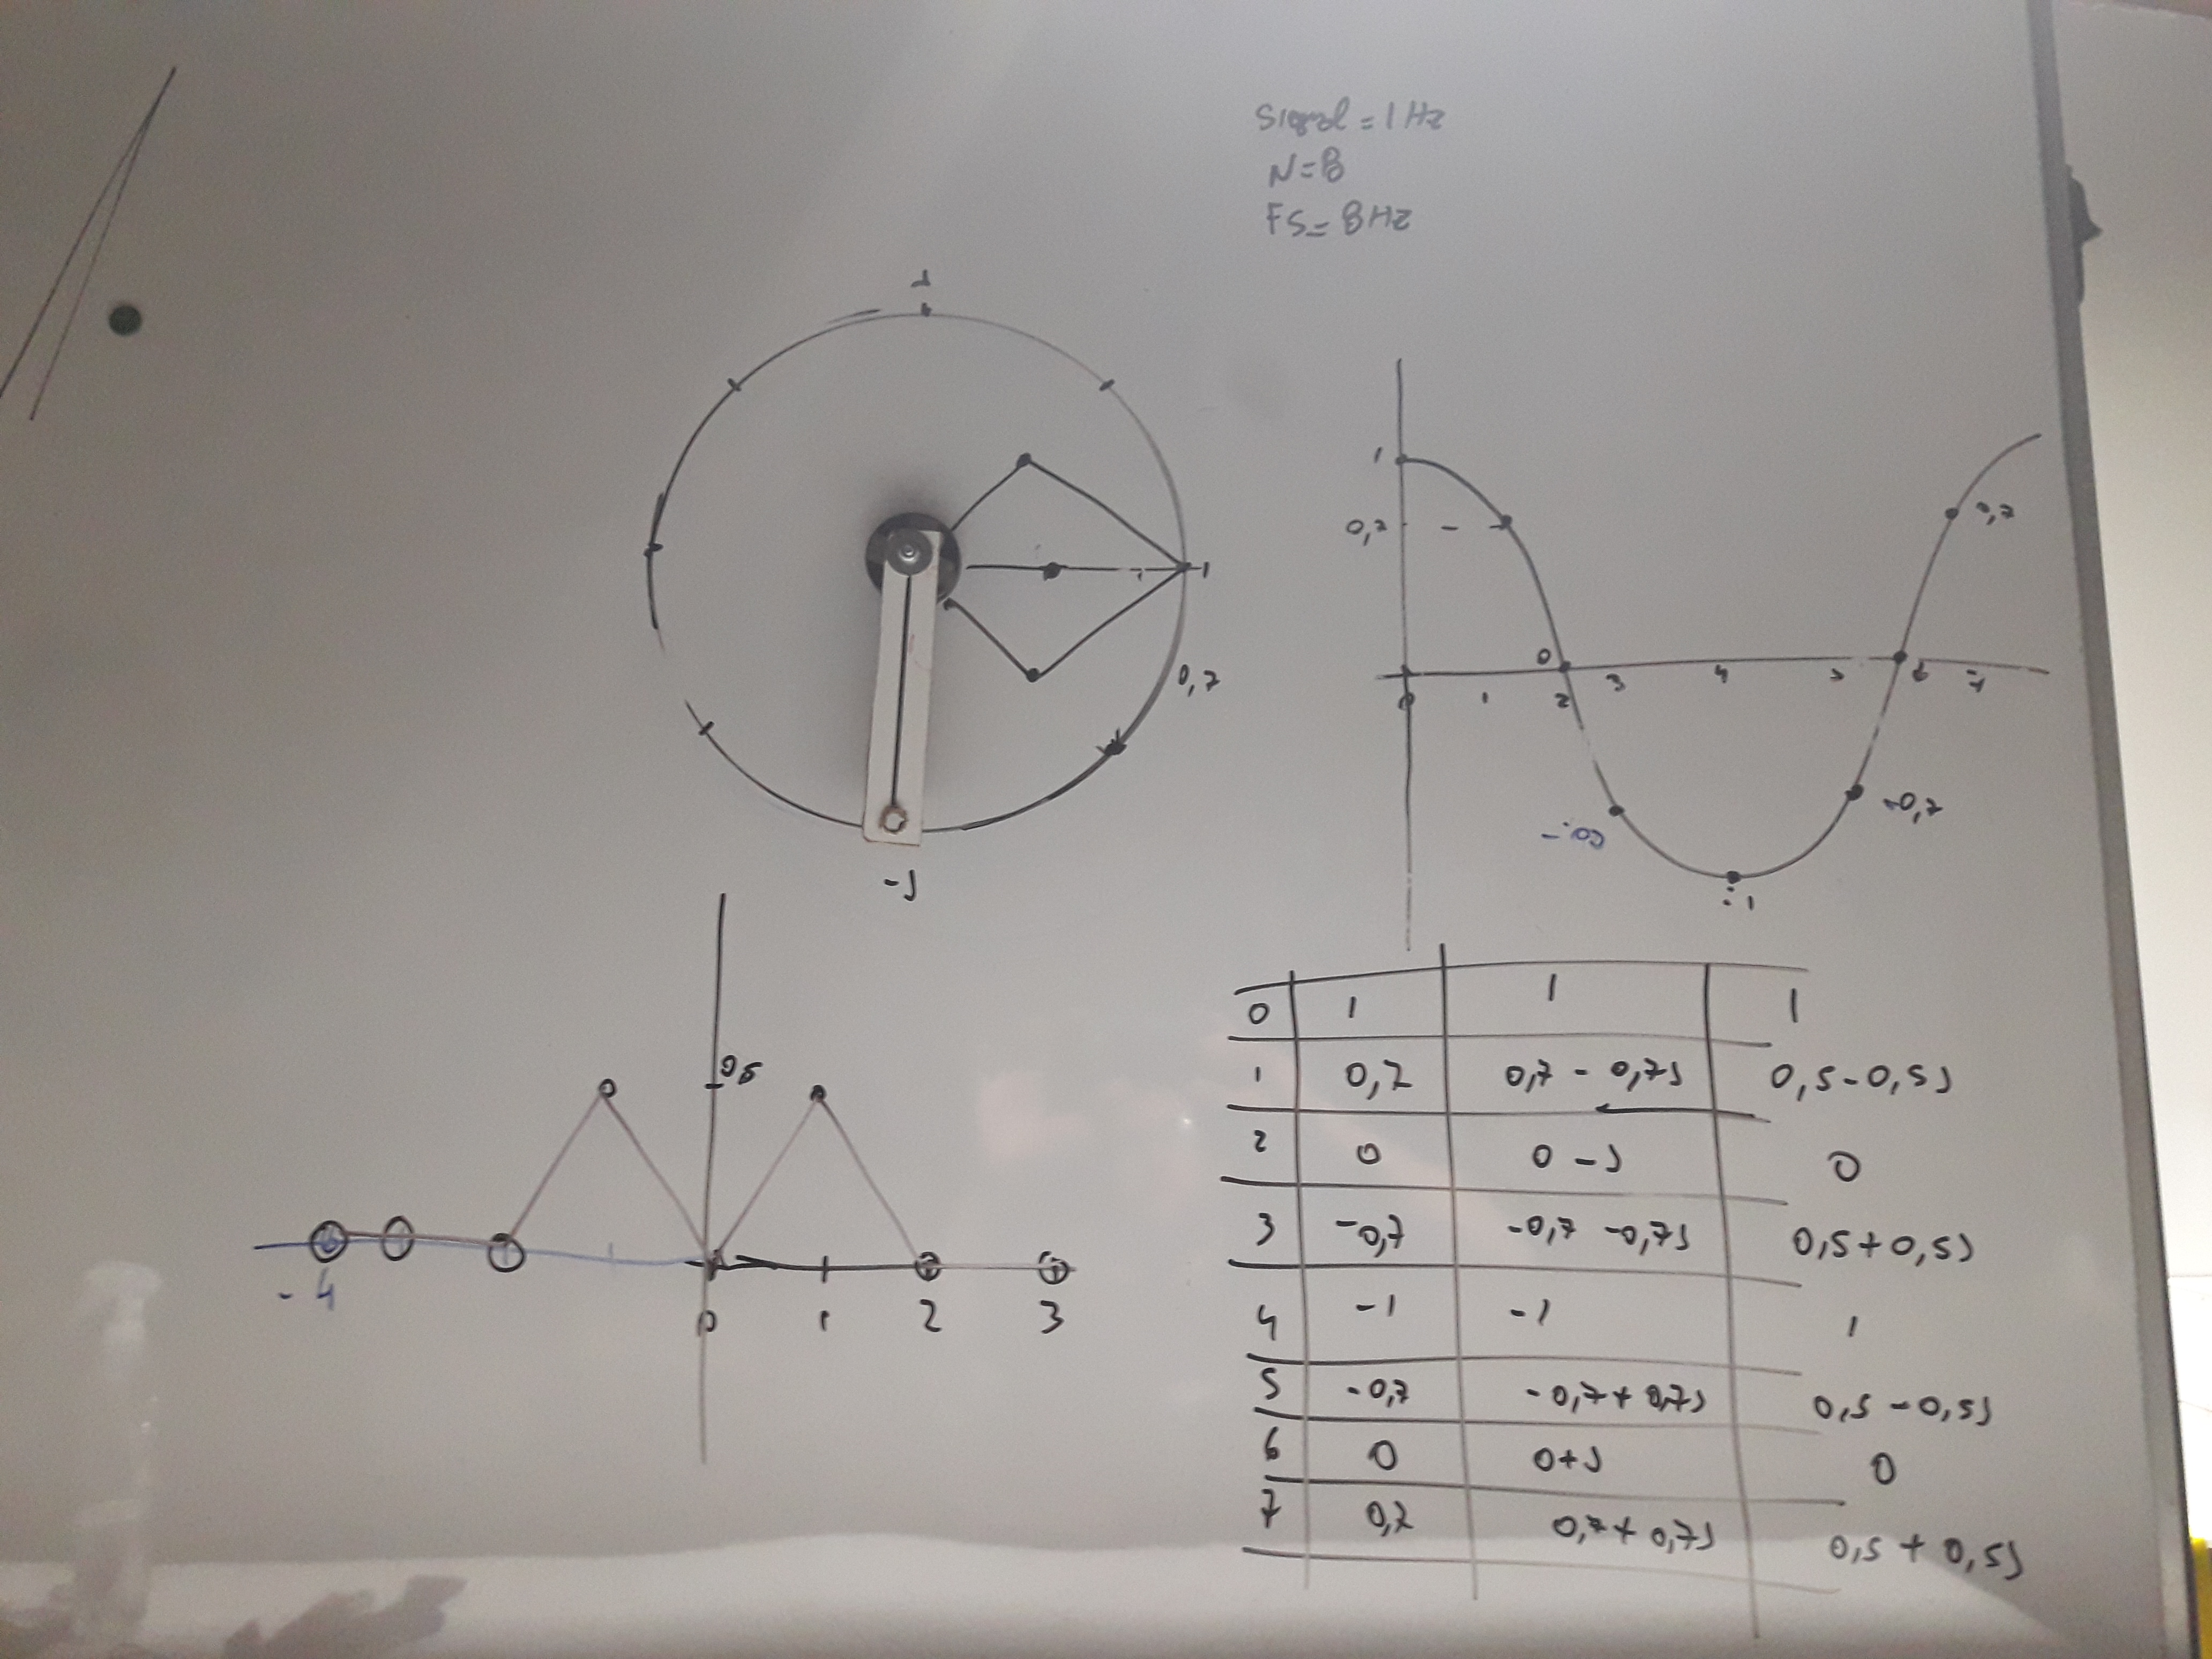 Signal = 1 Hz
N = 8
FS = 8 Hz
J
1
0,7
-J
1
0,7
0
0 1 2 3 4 5 6 7
-0,7
-1
0,7
0,5
-4 0 1 2 3
0 1 1 1
1 0,7 0,7 - 0,7J 0,5-0,5J
2 0 0 - J 0
3 -0,7 -0,7 -0,7J 0,5+0,5J
4 -1 -1 1
5 -0,7 -0,7+0,7J 0,5-0,5J
6 0 0+J 0
7 0,7 0,7+0,7J 0,5+0,5J